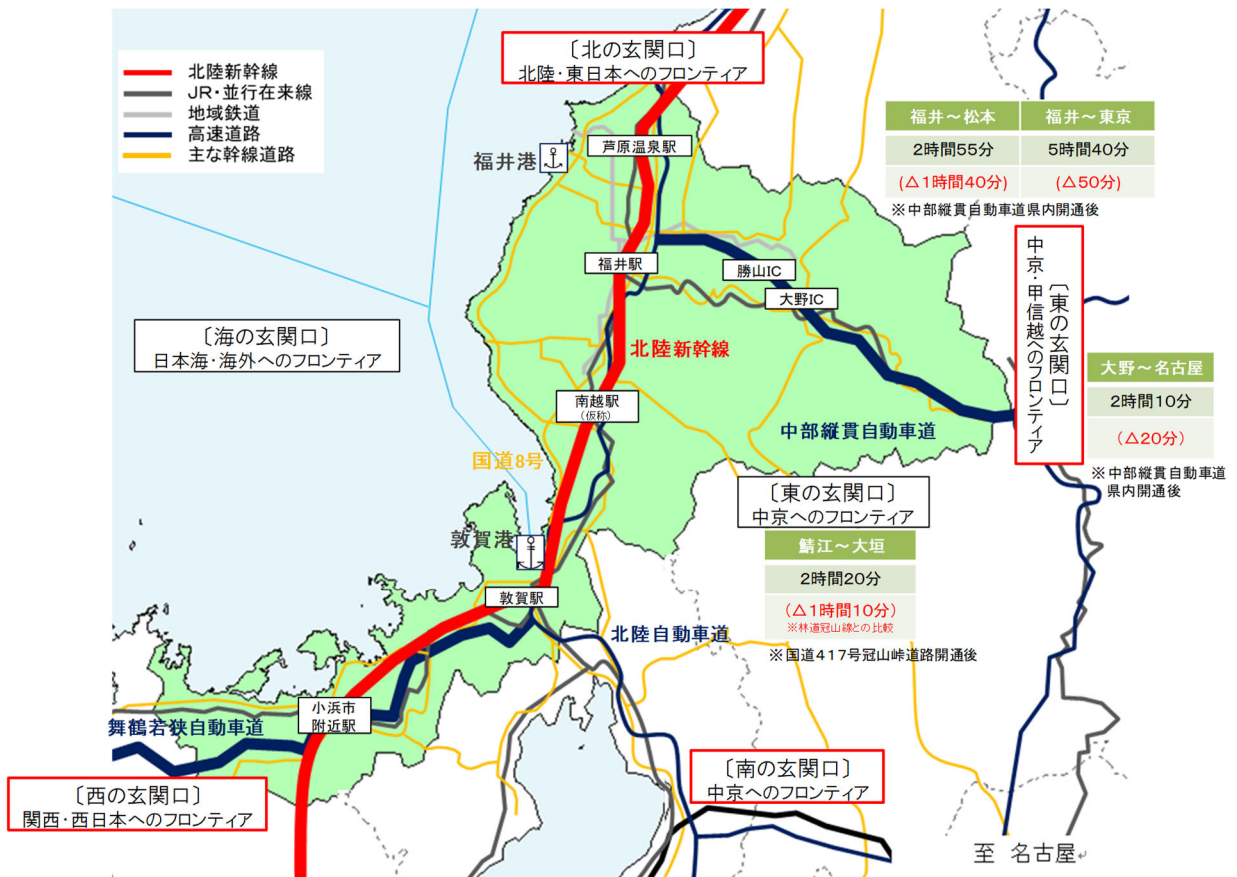 北陸新幹線
JR・並行在来線
地域鉄道
高速道路
主な幹線道路
〔北の玄関口〕
北陸・東日本へのフロンティア
福井~松本
福井~東京
2時間55分
5時間40分
(△1時間40分)
(△50分)
※中部縦貫自動車道県内開通後
芦原温泉駅
福井港
福井駅
勝山IC
大野IC
〔東の玄関口〕
中京・甲信越へのフロンティア
〔海の玄関口〕
日本海・海外へのフロンティア
北陸新幹線
大野~名古屋
2時間10分
(△20分)
※中部縦貫自動車道
県内開通後
南越駅
(仮称)
中部縦貫自動車道
国道8号
〔東の玄関口〕
中京へのフロンティア
敦賀港
鯖江~大垣
2時間20分
(△1時間10分)
※林道冠山線との比較
※国道417号冠山峠道路開通後
敦賀駅
北陸自動車道
小浜市
附近駅
舞鶴若狭自動車道
〔西の玄関口〕
関西・西日本へのフロンティア
〔南の玄関口〕
中京へのフロンティア
至 名古屋